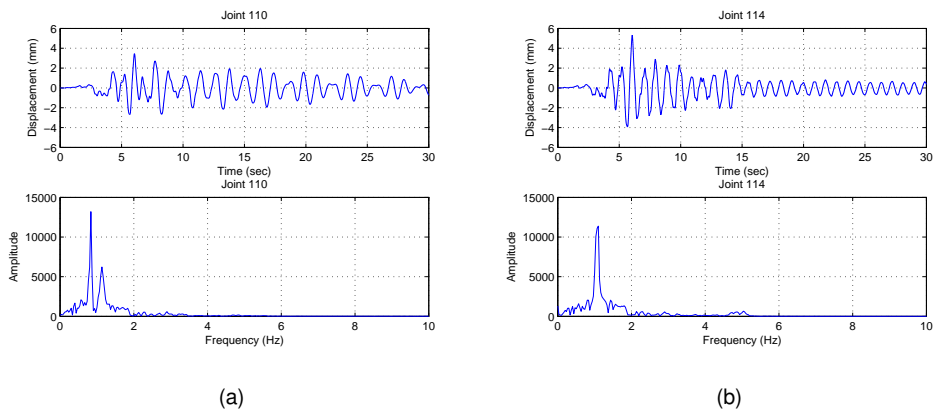 Joint 110
Displacement (mm)
6
4
2
0
−2
−4
−6
0 5 10 15 20 25 30
Time (sec)
Joint 110
Amplitude
15000
10000
5000
0
0 2 4 6 8 10
Frequency (Hz)
(a)
Joint 114
Displacement (mm)
6
4
2
0
−2
−4
−6
0 5 10 15 20 25 30
Time (sec)
Joint 114
Amplitude
15000
10000
5000
0
0 2 4 6 8 10
Frequency (Hz)
(b)